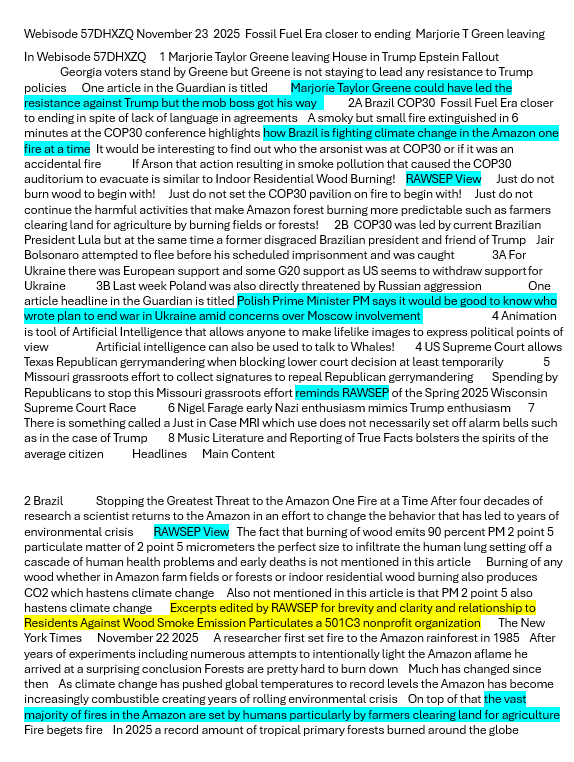 Writing Webisode 57DHXZQ November 23  2025  Fossil Fuel Era closer to ending  Marjorie T Green leaving
In Webisode 57DHXZQ    1 Marjorie Taylor Greene leaving House in Trump Epstein Fallout
Georgia voters stand by Greene but Greene is not staying to lead any resistance to Trump
policies    One article in the Guardian is titled    Marjorie Taylor Greene could have led the
resistance against Trump but the mob boss got his way    2A Brazil COP30  Fossil Fuel Era closer
to ending in spite of lack of language in agreements   A smoky but small fire extinguished in 6
minutes at the COP30 conference highlights how Brazil is fighting climate change in the Amazon one
fire at a time  It would be interesting to find out who the arsonist was at COP30 or if it was an
accidental fire    If Arson that action resulting in smoke pollution that caused the COP30
auditorium to evacuate is similar to Indoor Residential Wood Burning!   RAWSEP View    Just do not
burn wood to begin with!    Just do not set the COP30 pavilion on fire to begin with!    Just do not
continue the harmful activities that make Amazon forest burning more predictable such as farmers
clearing land for agriculture by burning fields or forests!    2B  COP30 was led by current Brazilian
President Lula but at the same time a former disgraced Brazilian president and friend of Trump   Jair
Bolsonaro attempted to flee before his scheduled imprisonment and was caught    3A For
Ukraine there was European support and some G20 support as US seems to withdraw support for
Ukraine    3B Last week Poland was also directly threatened by Russian aggression    One
article headline in the Guardian is titled Polish Prime Minister PM says it would be good to know who
wrote plan to end war in Ukraine amid concerns over Moscow involvement    4 Animation
is tool of Artificial Intelligence that allows anyone to make lifelike images to express political points of
view    Artificial intelligence can also be used to talk to Whales!    4 US Supreme Court allows
Texas Republican gerrymandering when blocking lower court decision at least temporarily    5
Missouri grassroots effort to collect signatures to repeal Republican gerrymandering    Spending by
Republicans to stop this Missouri grassroots effort reminds RAWSEP of the Spring 2025 Wisconsin
Supreme Court Race    6 Nigel Farage early Nazi enthusiasm mimics Trump enthusiasm    7
There is something called a Just in Case MRI which use does not necessarily set off alarm bells such
as in the case of Trump    8 Music Literature and Reporting of True Facts bolsters the spirits of the
average citizen    Headlines    Main Content
2 Brazil    Stopping the Greatest Threat to the Amazon One Fire at a Time After four decades of
research a scientist returns to the Amazon in an effort to change the behavior that has led to years of
environmental crisis    RAWSEP View   The fact that burning of wood emits 90 percent PM 2 point 5
particulate matter of 2 point 5 micrometers the perfect size to infiltrate the human lung setting off a
cascade of human health problems and early deaths is not mentioned in this article    Burning of any
wood whether in Amazon farm fields or forests or indoor residential wood burning also produces
CO2 which hastens climate change    Also not mentioned in this article is that PM 2 point 5 also
hastens climate change    Excerpts edited by RAWSEP for brevity and clarity and relationship to
Residents Against Wood Smoke Emission Particulates a 501C3 nonprofit organization    The New
York Times    November 22 2025    A researcher first set fire to the Amazon rainforest in 1985   After
years of experiments including numerous attempts to intentionally light the Amazon aflame he
arrived at a surprising conclusion Forests are pretty hard to burn down   Much has changed since
then   As climate change has pushed global temperatures to record levels the Amazon has become
increasingly combustible creating years of rolling environmental crisis   On top of that the vast
majority of fires in the Amazon are set by humans particularly by farmers clearing land for agriculture
Fire begets fire   In 2025 a record amount of tropical primary forests burned around the globe